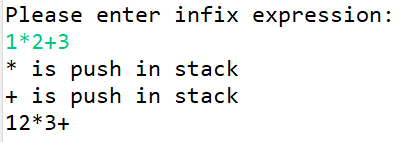 Please enter infix expression:
1*2+3
* is push in stack
+ is push in stack
12*3+